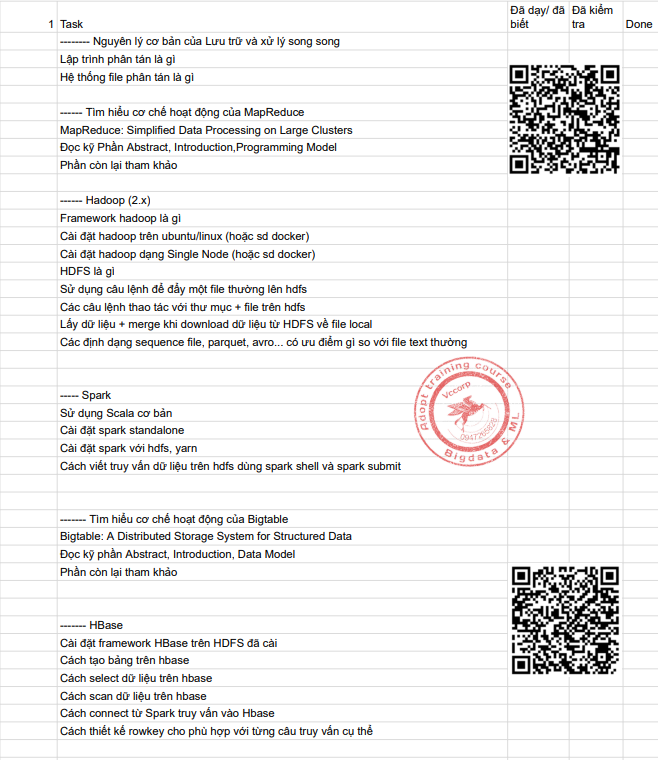 1 Task Đã dạy/ đã biết Đã kiểm tra Done
-------- Nguyên lý cơ bản của Lưu trữ và xử lý song song
Lập trình phân tán là gì
Hệ thống file phân tán là gì
------ Tìm hiểu cơ chế hoạt động của MapReduce
MapReduce: Simplified Data Processing on Large Clusters
Đọc kỹ Phần Abstract, Introduction,Programming Model
Phần còn lại tham khảo
------ Hadoop (2.x)
Framework hadoop là gì
Cài đặt hadoop trên ubuntu/linux (hoặc sd docker)
Cài đặt hadoop dạng Single Node (hoặc sd docker)
HDFS là gì
Sử dụng câu lệnh để đẩy một file thường lên hdfs
Các câu lệnh thao tác với thư mục + file trên hdfs
Lấy dữ liệu + merge khi download dữ liệu từ HDFS về file local
Các định dạng sequence file, parquet, avro... có ưu điểm gì so với file text thường
Adopt training course
Vccorp
Bigdata & ML
----- Spark
Sử dụng Scala cơ bản
Cài đặt spark standalone
Cài đặt spark với hdfs, yarn
Cách viết truy vấn dữ liệu trên hdfs dùng spark shell và spark submit
------- Tìm hiểu cơ chế hoạt động của Bigtable
Bigtable: A Distributed Storage System for Structured Data
Đọc kỹ phần Abstract, Introduction, Data Model
Phần còn lại tham khảo
------- HBase
Cài đặt framework HBase trên HDFS đã cài
Cách tạo bảng trên hbase
Cách select dữ liệu trên hbase
Cách scan dữ liệu trên hbase
Cách connect từ Spark truy vấn vào Hbase
Cách thiết kế rowkey cho phù hợp với từng câu truy vấn cụ thể